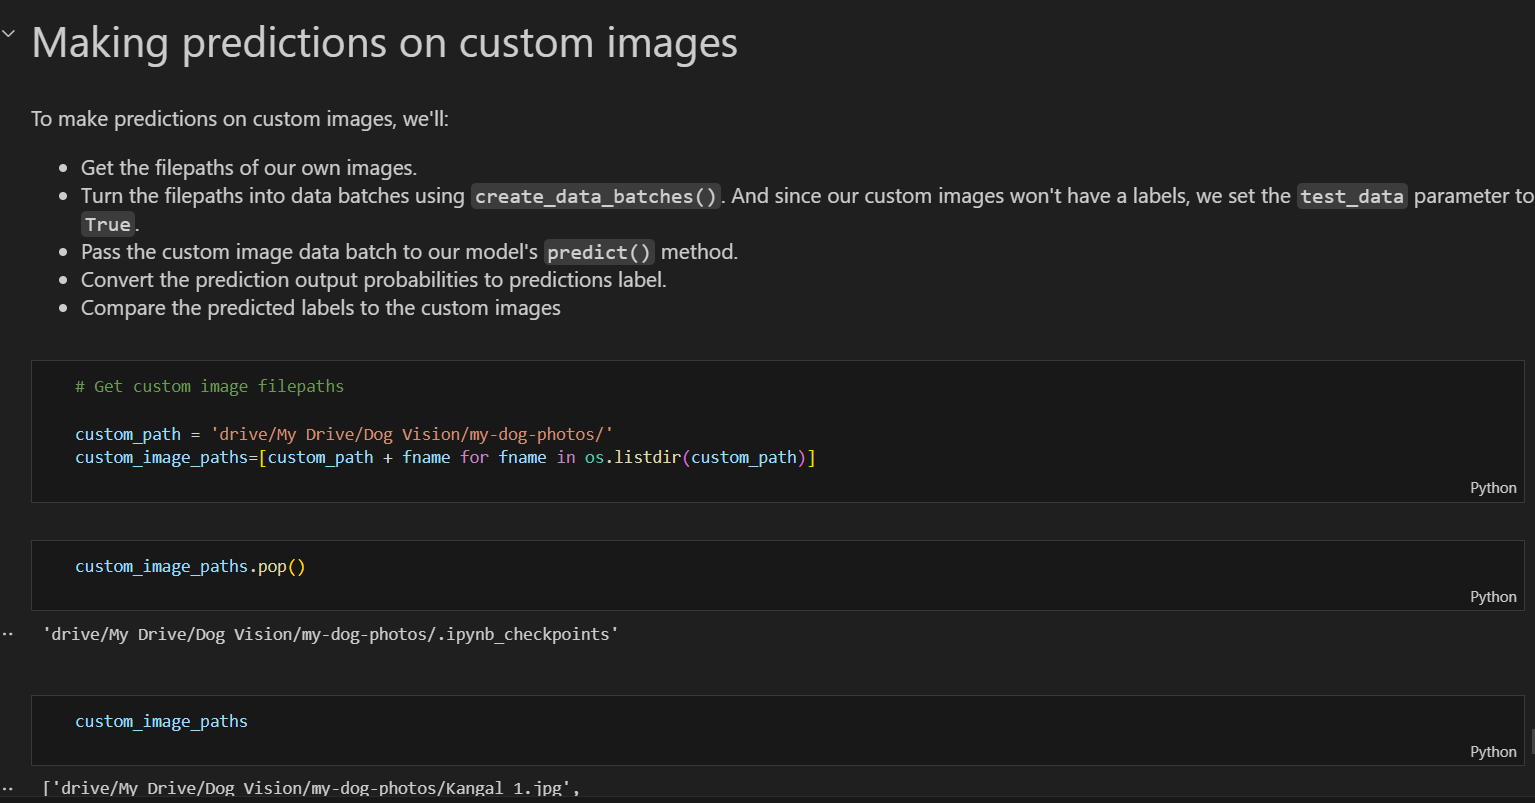 Making predictions on custom images
To make predictions on custom images, we'll:
• Get the filepaths of our own images.
• Turn the filepaths into data batches using create_data_batches(). And since our custom images won't have a labels, we set the test_data parameter to
True.
• Pass the custom image data batch to our model's predict() method.
• Convert the prediction output probabilities to predictions label.
• Compare the predicted labels to the custom images
# Get custom image filepaths
custom_path = 'drive/My Drive/Dog Vision/my-dog-photos/'
custom_image_paths=[custom_path + fname for fname in os.listdir(custom_path)]
Python
custom_image_paths.pop()
Python
'drive/My Drive/Dog Vision/my-dog-photos/.ipynb_checkpoints'
custom_image_paths
Python
['drive/My Drive/Dog Vision/my-dog-photos/Kangal 1.jpg',